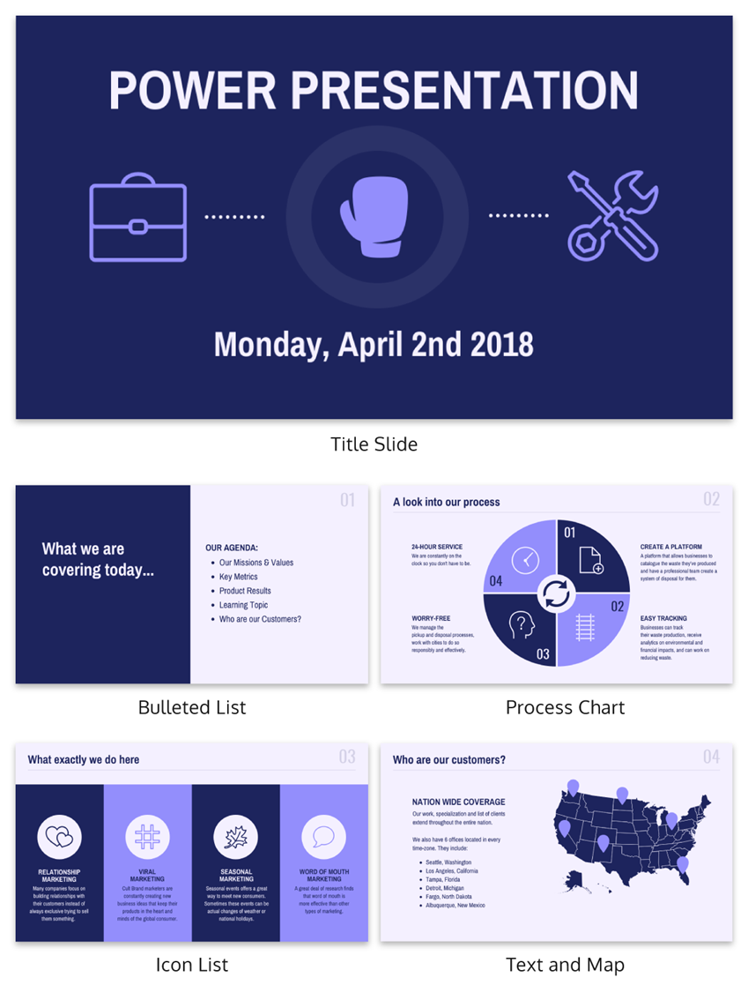 POWER PRESENTATION
Monday, April 2nd 2018
Title Slide
01
What we are
covering today...
OUR AGENDA:
• Our Missions & Values
• Key Metrics
• Product Results
• Learning Topic
• Who are our Customers?
Bulleted List
A look into our process
02
24-HOUR SERVICE
We are constantly on the
clock so you don't have to be.
WORRY-FREE
We manage the
pickup and disposal processes,
work with cities to do so
responsibly and effectively.
01
02
03
04
CREATE A PLATFORM
A platform that allows businesses to
catalogue the waste they've produced
and have a professional team create a
system of disposal for them.
EASY TRACKING
Businesses can track
their waste production, receive
analytics on environmental and
financial impacts, and can work on
reducing waste.
Process Chart
What exactly we do here
03
RELATIONSHIP
MARKETING
Many companies focus on
building relationships with
their customers instead of
always exclusive trying to sell
them something.
VIRAL
MARKETING
Cult Brand marketers are
constantly creating new
business ideas that keep their
products in the heart and
minds of the global consumer.
SEASONAL
MARKETING
Seasonal events offers a great
way to meet new consumers.
Sometimes these events can be
actual changes of weather or
national holidays.
WORD OF MOUTH
MARKETING
A great deal of research finds
that word of mouth is
more effective than other
types of marketing.
Icon List
Who are our customers?
04
NATION WIDE COVERAGE
Our work, specialization and list of clients
extend throughout the entire nation.
We also have 6 offices located in every
time-zone. They include:
• Seattle, Washington
• Los Angeles, California
• Tampa, Florida
• Detroit, Michigan
• Fargo, North Dakota
• Albuquerque, New Mexico
Text and Map